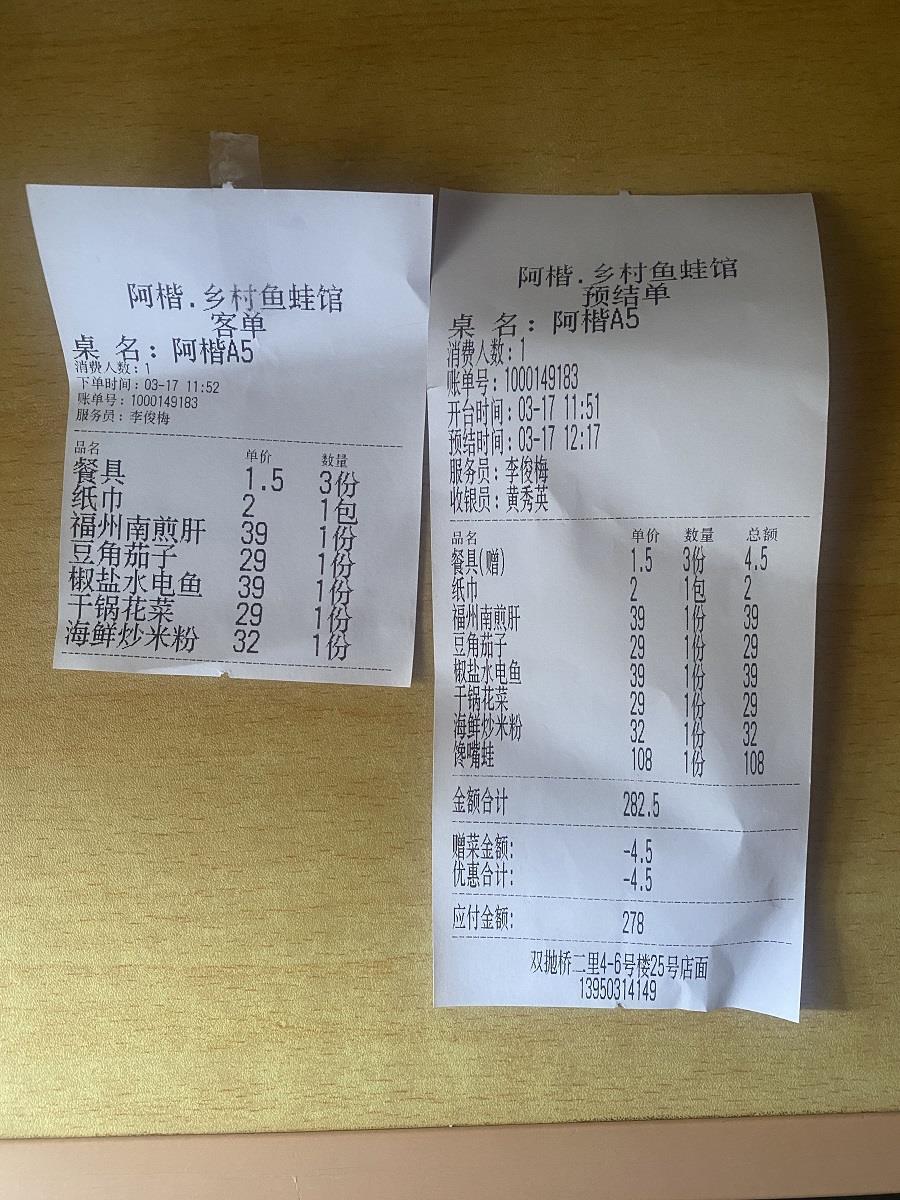 阿楷.乡村鱼蛙馆
客单
桌 名：阿楷A5
消费人数：1
下单时间：03-17 11:52
账单号：1000149183
服务员：李俊梅
品名 单价 数量
餐具 1.5 3份
纸巾 2 1包
福州南煎肝 39 1份
豆角茄子 29 1份
椒盐水电鱼 39 1份
干锅花菜 29 1份
海鲜炒米粉 32 1份
阿楷.乡村鱼蛙馆
预结单
桌 名：阿楷A5
消费人数：1
账单号：1000149183
开台时间：03-17 11:51
预结时间：03-17 12:17
服务员：李俊梅
收银员：黄秀英
品名 单价 数量 总额
餐具(赠) 1.5 3份 4.5
纸巾 2 1包 2
福州南煎肝 39 1份 39
豆角茄子 29 1份 29
椒盐水电鱼 39 1份 39
干锅花菜 29 1份 29
海鲜炒米粉 32 1份 32
馋嘴蛙 108 1份 108
金额合计 282.5
赠菜金额: -4.5
优惠合计: -4.5
应付金额: 278
双抛桥二里4-6号楼25号店面
13950314149